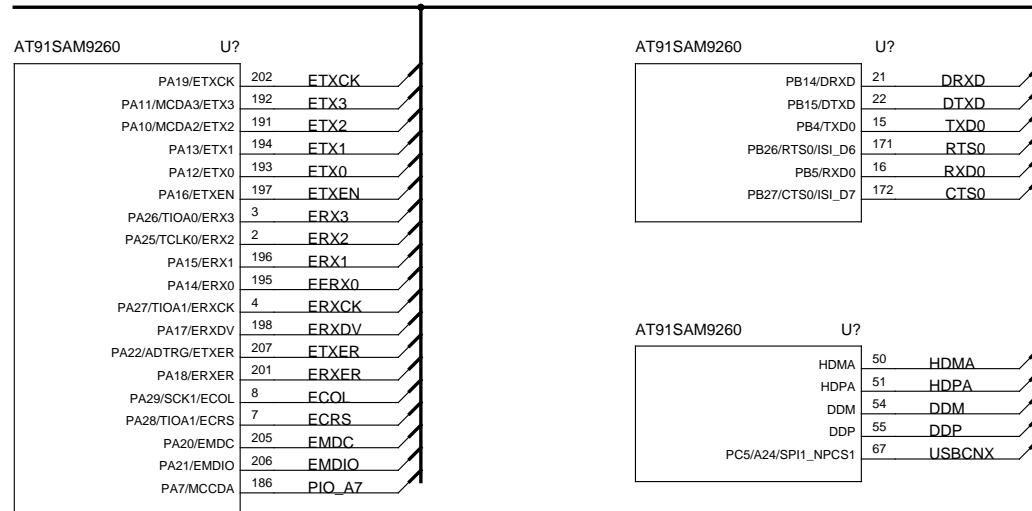 AT91SAM9260 U?
PA19/ETXCK 202 ETXCK
PA11/MCDA3/ETX3 192 ETX3
PA10/MCDA2/ETX2 191 ETX2
PA13/ETX1 194 ETX1
PA12/ETX0 193 ETX0
PA16/ETXEN 197 ETXEN
PA26/TIOA0/ERX3 3 ERX3
PA25/TCLK0/ERX2 2 ERX2
PA15/ERX1 196 ERX1
PA14/ERX0 195 EERX0
PA27/TIOA1/ERXCK 4 ERXCK
PA17/ERXDV 198 ERXDV
PA22/ADTRG/ETXER 207 ETXER
PA18/ERXER 201 ERXER
PA29/SCK1/ECOL 8 ECOL
PA28/TIOA1/ECRS 7 ECRS
PA20/EMDC 205 EMDC
PA21/EMDIO 206 EMDIO
PA7/MCCDA 186 PIO_A7
AT91SAM9260 U?
PB14/DRXD 21 DRXD
PB15/DTXD 22 DTXD
PB4/TXD0 15 TXD0
PB26/RTS0/ISI_D6 171 RTS0
PB5/RXD0 16 RXD0
PB27/CTS0/ISI_D7 172 CTS0
AT91SAM9260 U?
HDMA 50 HDMA
HDPA 51 HDPA
DDM 54 DDM
DDP 55 DDP
PC5/A24/SPI1_NPCS1 67 USBCNX